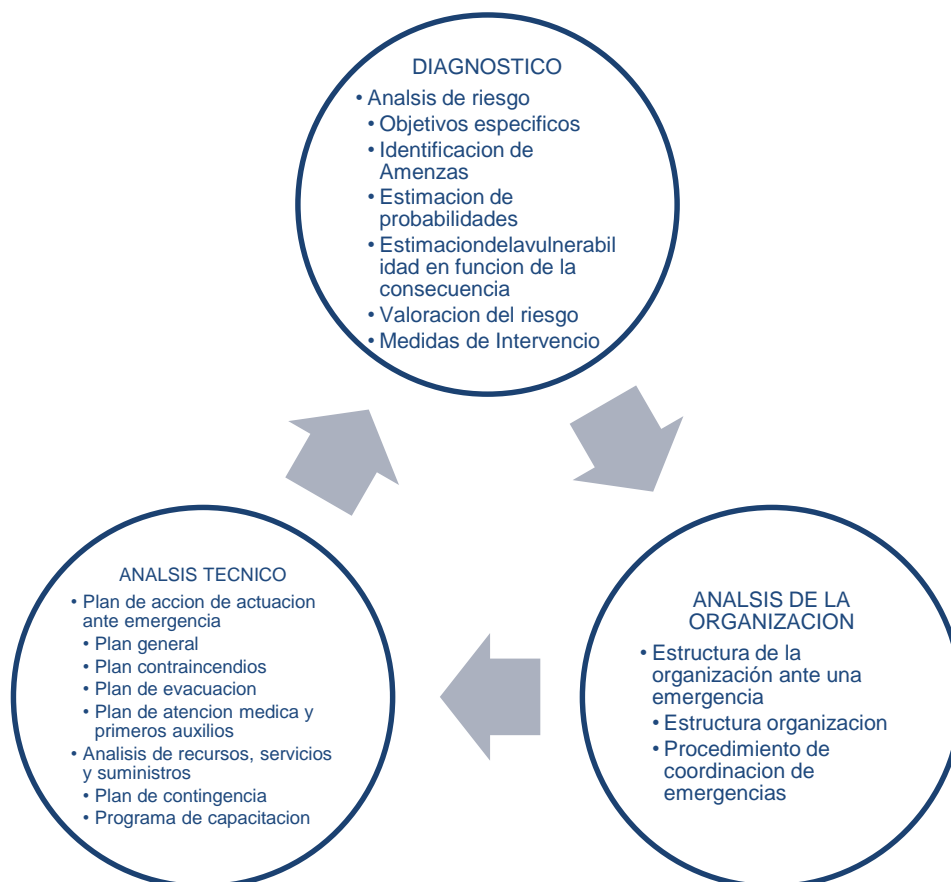 DIAGNOSTICO
• Analsis de riesgo
• Objetivos especificos
• Identificacion de
Amenzas
• Estimacion de
probabilidades
• Estimaciondelavulnerabil
idad en funcion de la
consecuencia
• Valoracion del riesgo
• Medidas de Intervencio
ANALSIS DE LA
ORGANIZACION
• Estructura de la
organización ante una
emergencia
• Estructura organizacion
• Procedimiento de
coordinacion de
emergencias
ANALSIS TECNICO
• Plan de accion de actuacion
ante emergencia
• Plan general
• Plan contraincendios
• Plan de evacuacion
• Plan de atencion medica y
primeros auxilios
• Analisis de recursos, servicios
y suministros
• Plan de contingencia
• Programa de capacitacion